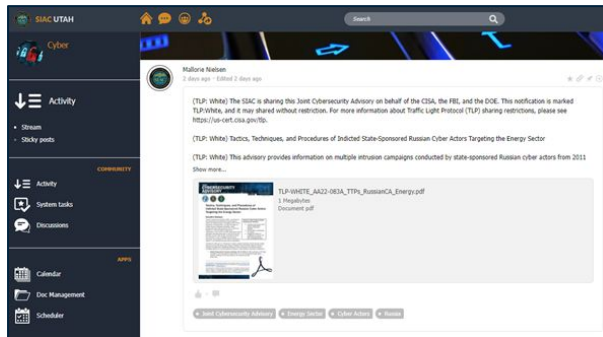 SIAC UTAH
Search
Cyber
Activity
Stream
Sticky posts
COMMUNITY
Activity
System tasks
Discussions
APPS
Calendar
Doc Management
Scheduler
Mallorie Nielsen
2 days ago - Edited 2 days ago
(TLP: White) The SIAC is sharing this Joint Cybersecurity Advisory on behalf of the CISA, the FBI, and the DOE. This notification is marked
TLP:White, and it may shared without restriction. For more information about Traffic Light Protocol (TLP) sharing restrictions, please see
https://us-cert.cisa.gov/tlp.
(TLP: White) Tactics, Techniques, and Procedures of Indicted State-Sponsored Russian Cyber Actors Targeting the Energy Sector
(TLP: White) This advisory provides information on multiple intrusion campaigns conducted by state-sponsored Russian cyber actors from 2011
Show more...
CYBERSECURITY
ADVISORY
TLP-WHITE_AA22-083A_TTPs_RussianCA_Energy.pdf
1 Megabytes
Document pdf
Joint Cybersecurity Advisory
Energy Sector
Cyber Actors
Russia